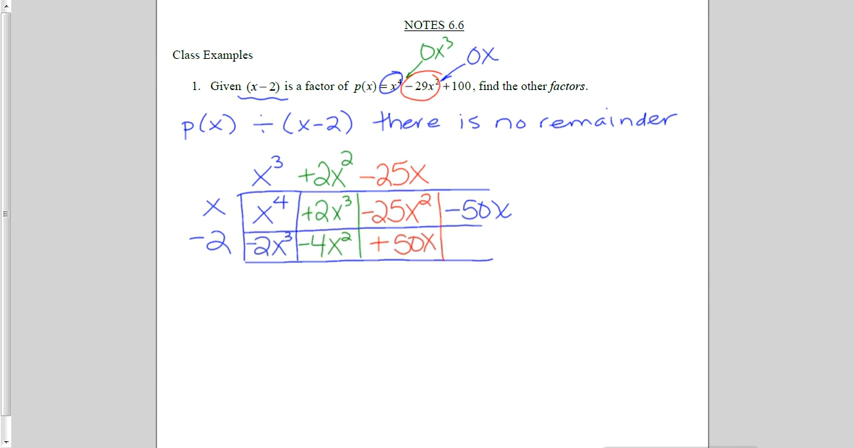 NOTES 6.6
Class Examples
0x³ 0x
1. Given (x−2) is a factor of p(x) = x⁴ − 29x² + 100, find the other factors.
p(x) ÷ (x−2) there is no remainder
x³ +2x² −25x
x x⁴ +2x³ −25x² −50x
−2 −2x³ −4x² +50x